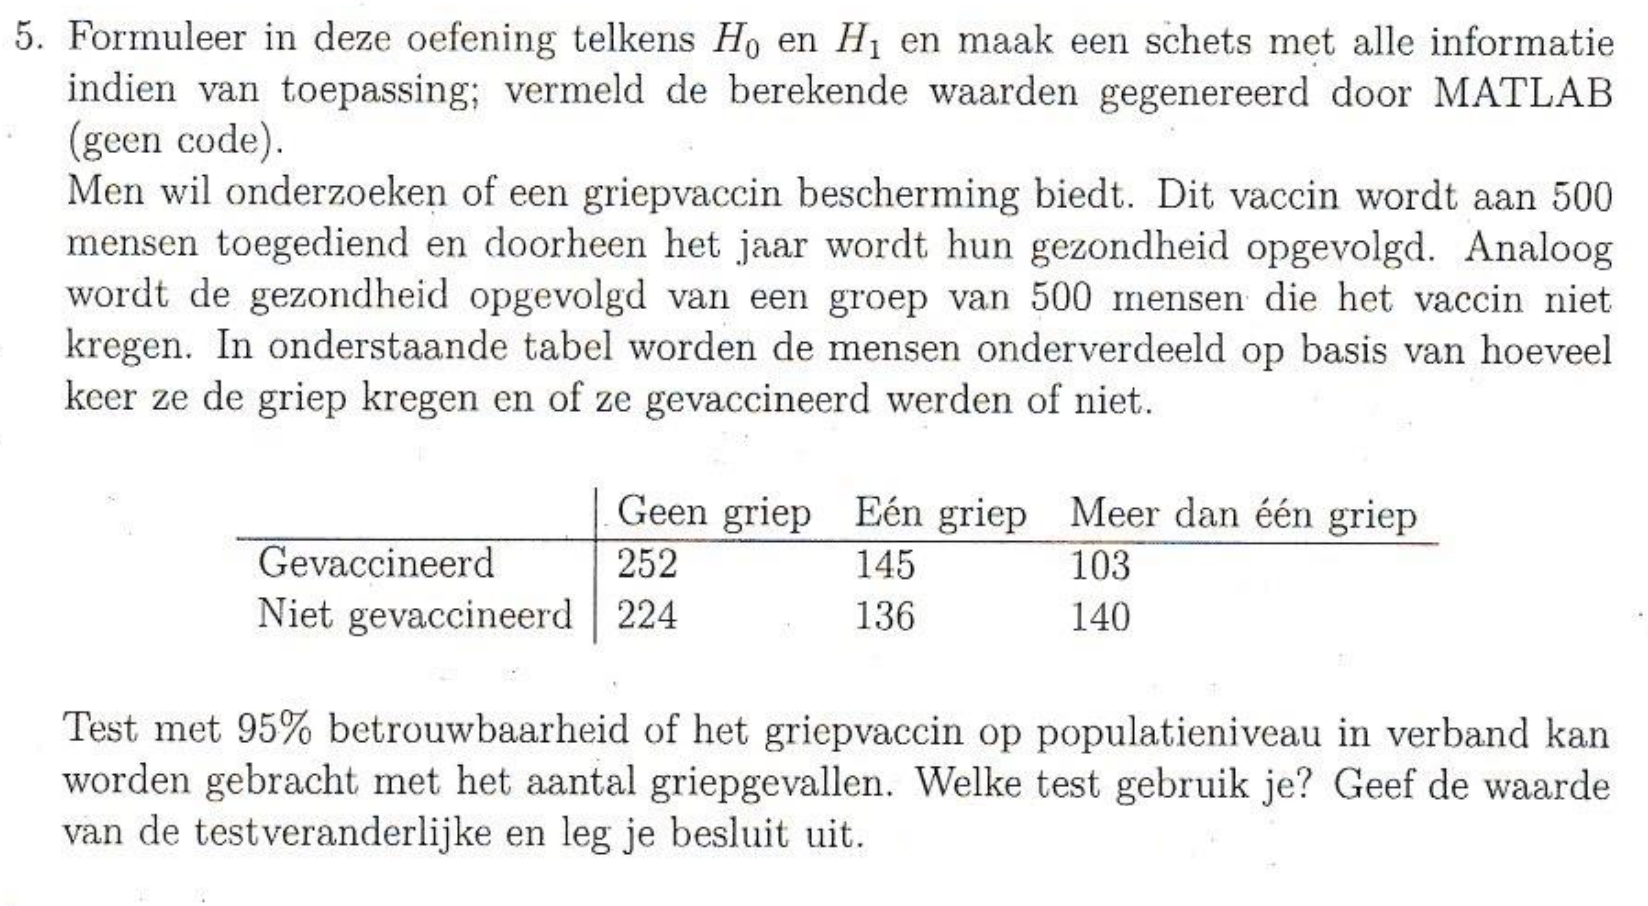 5. Formuleer in deze oefening telkens H₀ en H₁ en maak een schets met alle informatie
indien van toepassing; vermeld de berekende waarden gegenereerd door MATLAB
(geen code).
Men wil onderzoeken of een griepvaccin bescherming biedt. Dit vaccin wordt aan 500
mensen toegediend en doorheen het jaar wordt hun gezondheid opgevolgd. Analoog
wordt de gezondheid opgevolgd van een groep van 500 mensen die het vaccin niet
kregen. In onderstaande tabel worden de mensen onderverdeeld op basis van hoeveel
keer ze de griep kregen en of ze gevaccineerd werden of niet.
Geen griep Eén griep Meer dan één griep
Gevaccineerd 252 145 103
Niet gevaccineerd 224 136 140
Test met 95% betrouwbaarheid of het griepvaccin op populatieniveau in verband kan
worden gebracht met het aantal griepgevallen. Welke test gebruik je? Geef de waarde
van de testveranderlijke en leg je besluit uit.